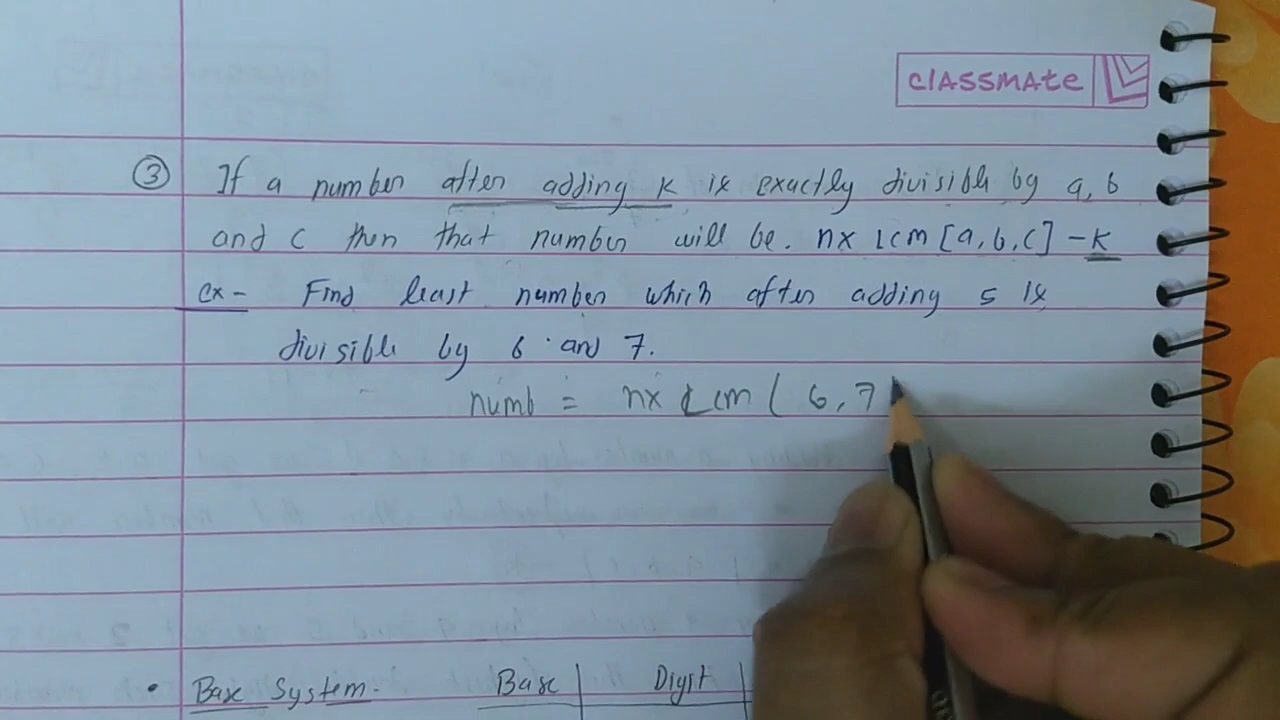 CLASSMATE
③ If a number after adding K is exactly divisible by a, b
and c then that number will be. nx LCM [a, b, c] - K
ex- Find least number which after adding 5 is
divisible by 6 and 7.
numb = nx LCM ( 6, 7
• Base System. Base Digit